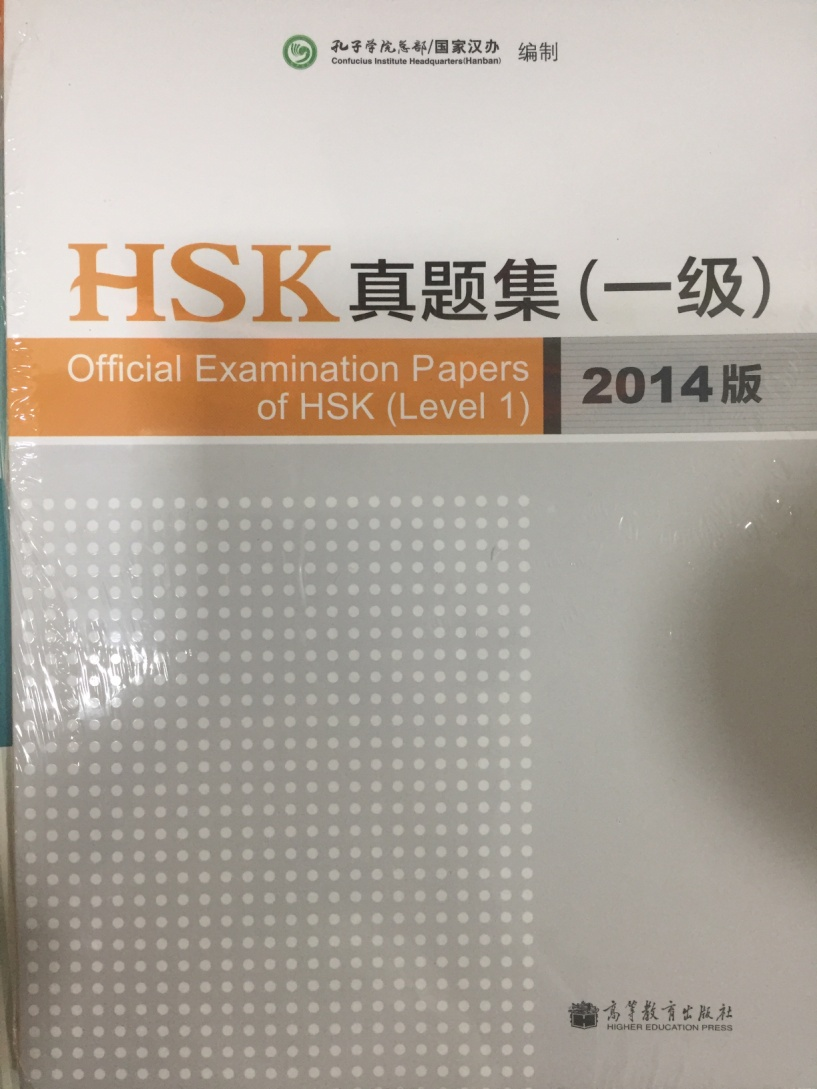 孔子学院总部/国家汉办 编制
Confucius Institute Headquarters(Hanban)
HSK真题集(一级)
Official Examination Papers
of HSK (Level 1)
2014版
高等教育出版社
HIGHER EDUCATION PRESS